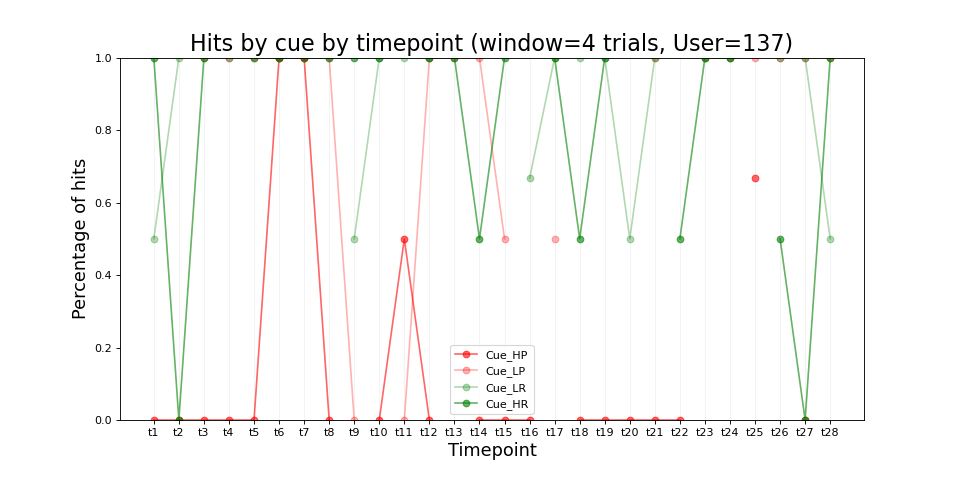 Hits by cue by timepoint (window=4 trials, User=137)
Percentage of hits
1.0
0.8
0.6
0.4
0.2
0.0
Cue_HP
Cue_LP
Cue_LR
Cue_HR
t1 t2 t3 t4 t5 t6 t7 t8 t9 t10 t11 t12 t13 t14 t15 t16 t17 t18 t19 t20 t21 t22 t23 t24 t25 t26 t27 t28
Timepoint